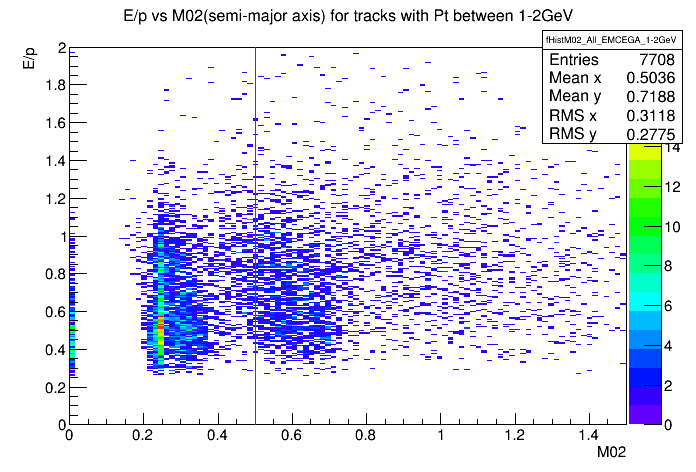 E/p vs M02(semi-major axis) for tracks with Pt between 1-2GeV
fHistM02_All_EMCEGA_1-2GeV
Entries 7708
Mean x 0.5036
Mean y 0.7188
RMS x 0.3118
RMS y 0.2775
E/p
2
1.8
1.6
1.4
1.2
1
0.8
0.6
0.4
0.2
0
14
12
10
8
6
4
2
0
0 0.2 0.4 0.6 0.8 1 1.2 1.4
M02